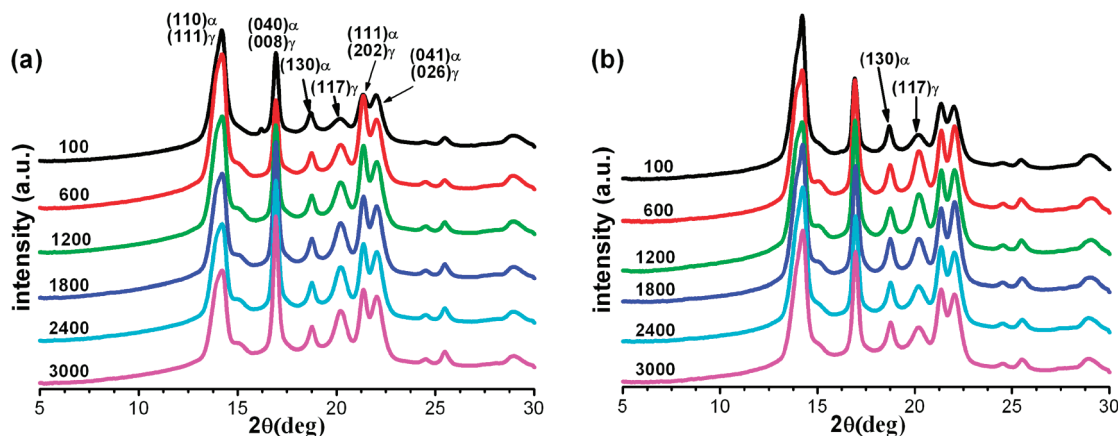 (a)
(110)α
(111)γ
(040)α
(008)γ
(130)α
(117)γ
(111)α
(202)γ
(041)α
(026)γ
100
600
1200
1800
2400
3000
intensity (a.u.)
5 10 15 20 25 30
2θ(deg)
(b)
(130)α
(117)γ
100
600
1200
1800
2400
3000
intensity (a.u.)
5 10 15 20 25 30
2θ(deg)